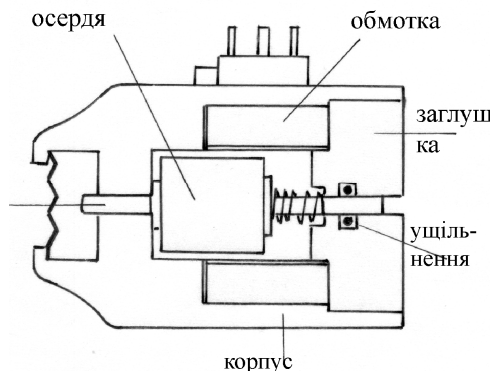 осердя
обмотка
заглуш
ка
ущіль-
нення
корпус